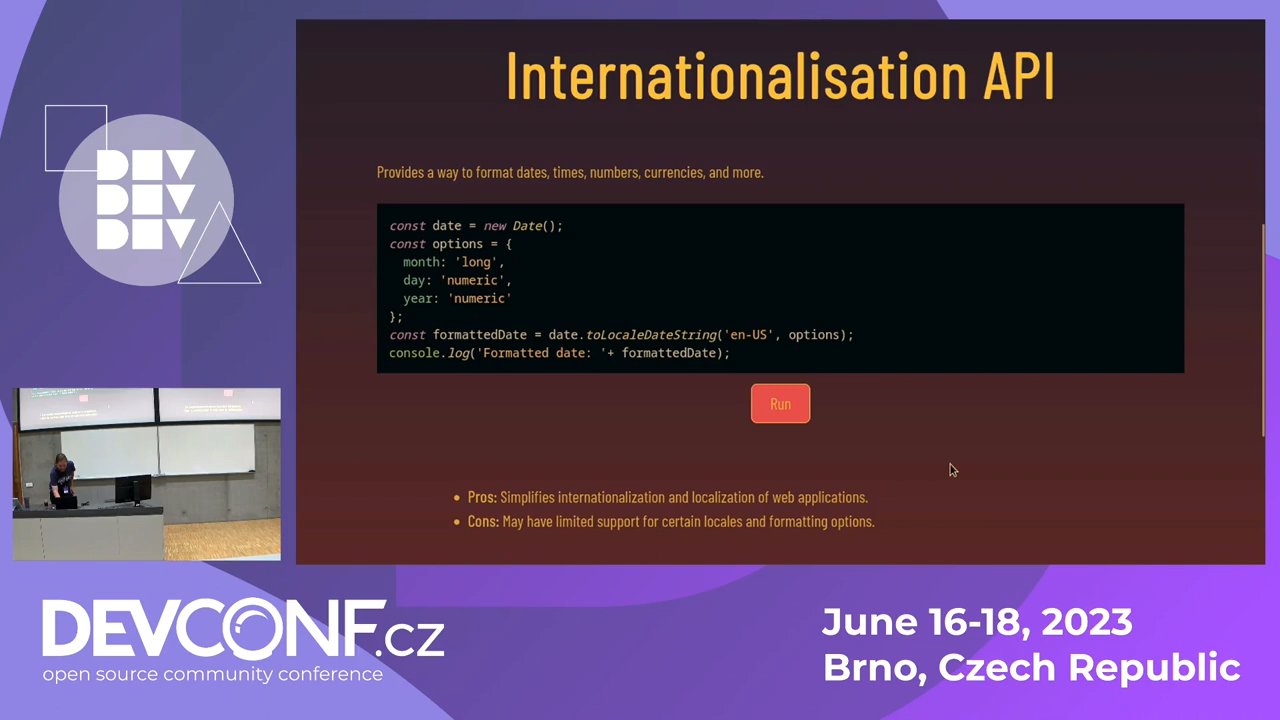 DEV
DEV
DEV
Internationalisation API
Provides a way to format dates, times, numbers, currencies, and more.
const date = new Date();
const options = {
  month: 'long',
  day: 'numeric',
  year: 'numeric'
};
const formattedDate = date.toLocaleDateString('en-US', options);
console.log('Formatted date: '+ formattedDate);
Run
• Pros: Simplifies internationalization and localization of web applications.
• Cons: May have limited support for certain locales and formatting options.
DEVCONF.cz
open source community conference
June 16-18, 2023
Brno, Czech Republic